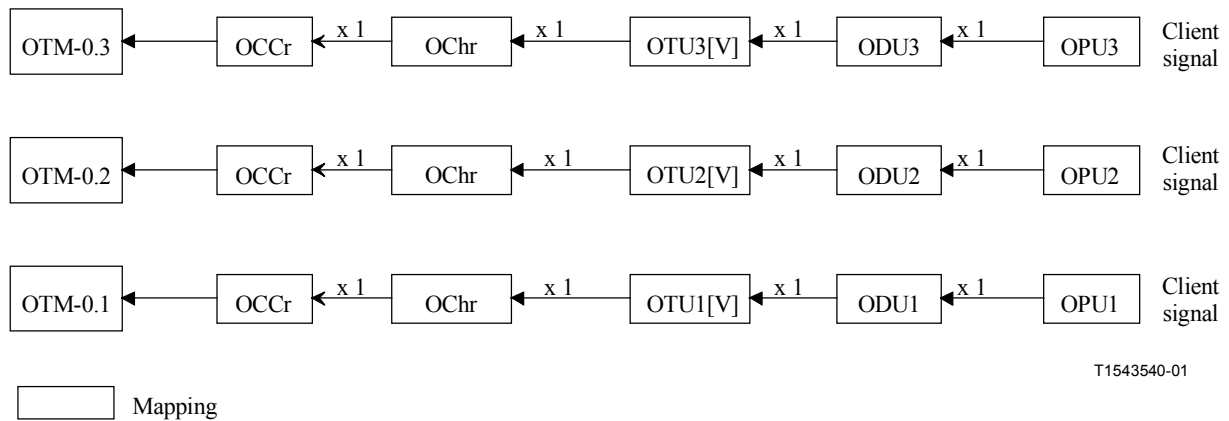 OTM-0.3 OCCr x 1 OChr x 1 OTU3[V] x 1 ODU3 x 1 OPU3 Client
signal
OTM-0.2 OCCr x 1 OChr x 1 OTU2[V] x 1 ODU2 x 1 OPU2 Client
signal
OTM-0.1 OCCr x 1 OChr x 1 OTU1[V] x 1 ODU1 x 1 OPU1 Client
signal
T1543540-01
Mapping